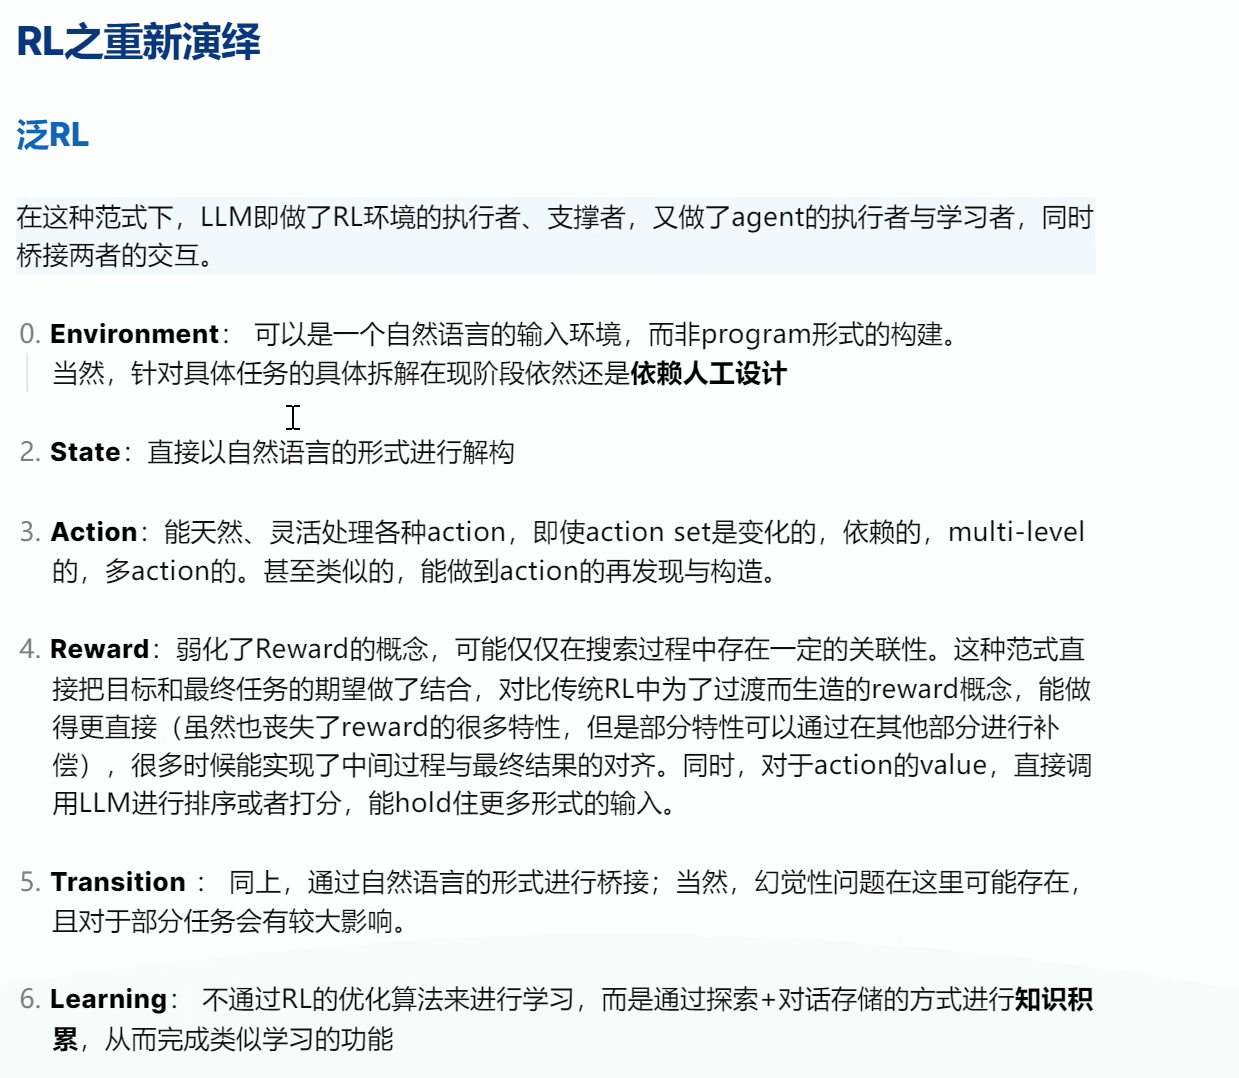 RL之重新演绎
泛RL
在这种范式下，LLM即做了RL环境的执行者、支撑者，又做了agent的执行者与学习者，同时
桥接两者的交互。
0. Environment： 可以是一个自然语言的输入环境，而非program形式的构建。
当然，针对具体任务的具体拆解在现阶段依然还是依赖人工设计
2. State：直接以自然语言的形式进行解构
3. Action：能天然、灵活处理各种action，即使action set是变化的，依赖的，multi-level
的，多action的。甚至类似的，能做到action的再发现与构造。
4. Reward：弱化了Reward的概念，可能仅仅在搜索过程中存在一定的关联性。这种范式直
接把目标和最终任务的期望做了结合，对比传统RL中为了过渡而生造的reward概念，能做
得更直接（虽然也丧失了reward的很多特性，但是部分特性可以通过在其他部分进行补
偿），很多时候能实现了中间过程与最终结果的对齐。同时，对于action的value，直接调
用LLM进行排序或者打分，能hold住更多形式的输入。
5. Transition ： 同上，通过自然语言的形式进行桥接；当然，幻觉性问题在这里可能存在，
且对于部分任务会有较大影响。
6. Learning： 不通过RL的优化算法来进行学习，而是通过探索+对话存储的方式进行知识积
累，从而完成类似学习的功能